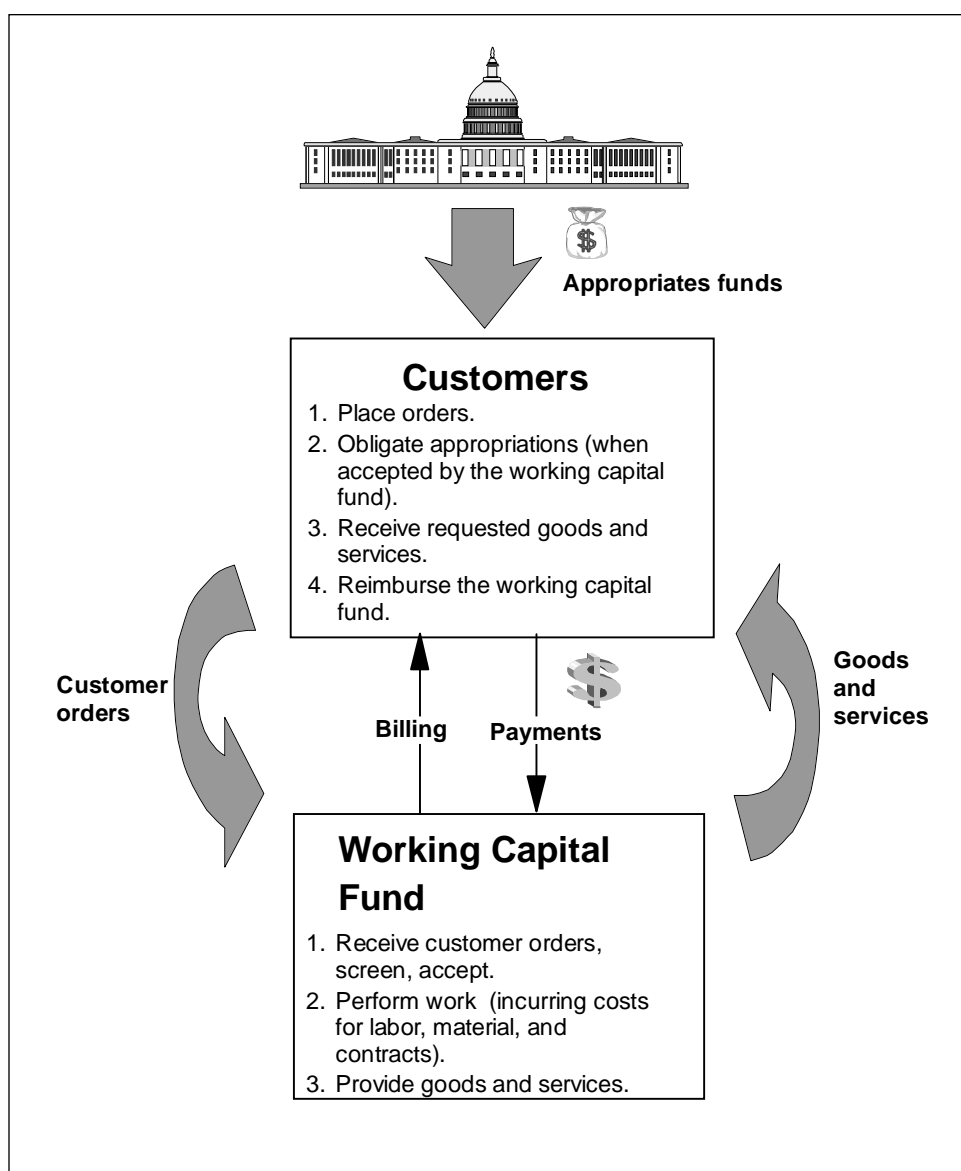 $
Appropriates funds
Customers
1. Place orders.
2. Obligate appropriations (when
accepted by the working capital
fund).
3. Receive requested goods and
services.
4. Reimburse the working capital
fund.
Customer
orders
Billing
$
Payments
Goods
and
services
Working Capital
Fund
1. Receive customer orders,
screen, accept.
2. Perform work (incurring costs
for labor, material, and
contracts).
3. Provide goods and services.